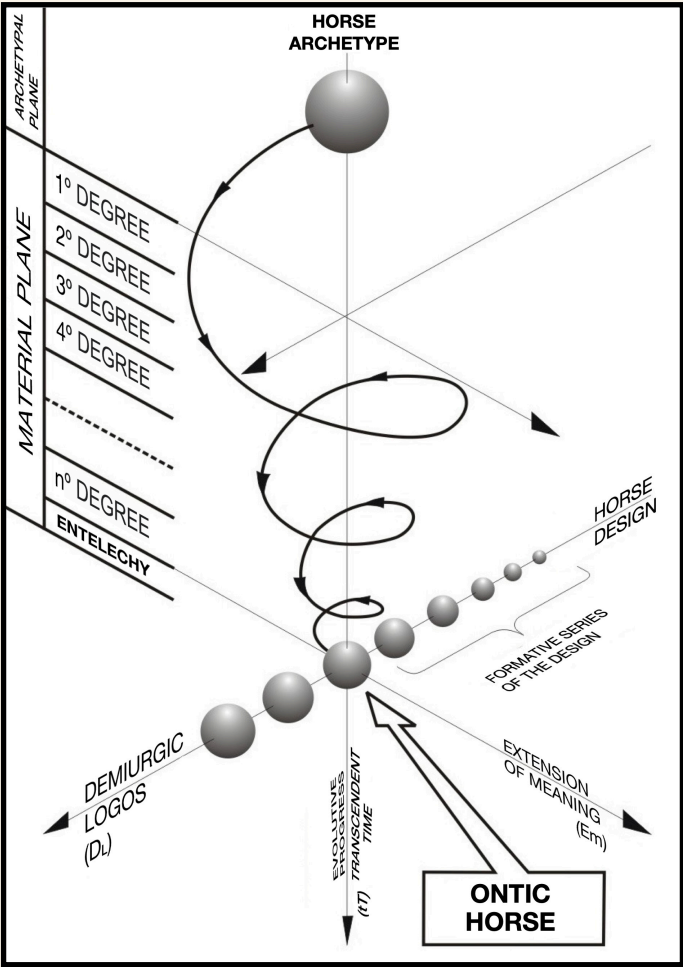 HORSE
ARCHETYPE
ARCHETYPAL
PLANE
MATERIAL PLANE
1º DEGREE
2º DEGREE
3º DEGREE
4º DEGREE
nº DEGREE
ENTELECHY
HORSE
DESIGN
FORMATIVE SERIES
OF THE DESIGN
DEMIURGIC
LOGOS
(DL)
EVOLUTIVE
PROGRESS
TRANSCENDENT
TIME
(tT)
EXTENSION
OF MEANING
(Em)
ONTIC
HORSE